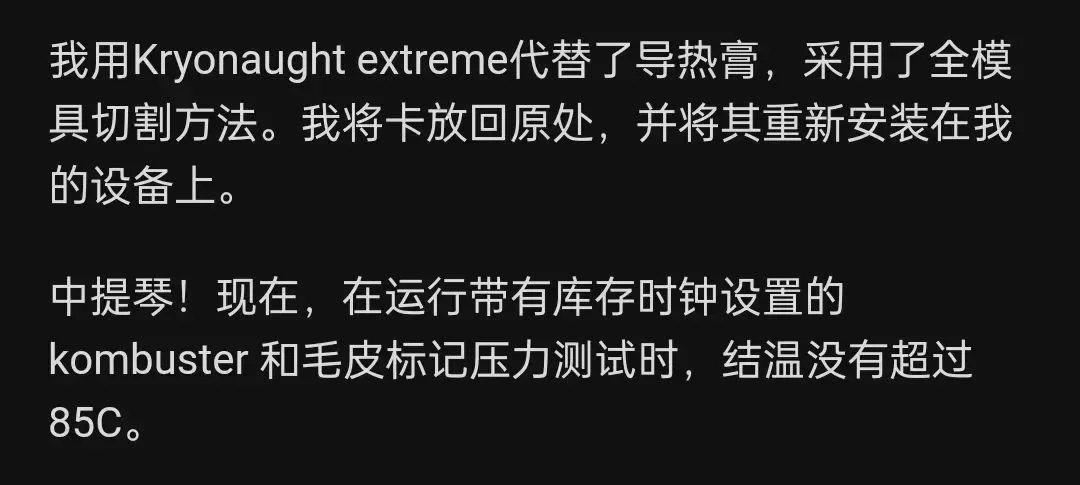 我用Kryonaught extreme代替了导热膏，采用了全模
具切割方法。我将卡放回原处，并将其重新安装在我
的设备上。
中提琴！现在，在运行带有库存时钟设置的
kombuster 和毛皮标记压力测试时，结温没有超过
85C。